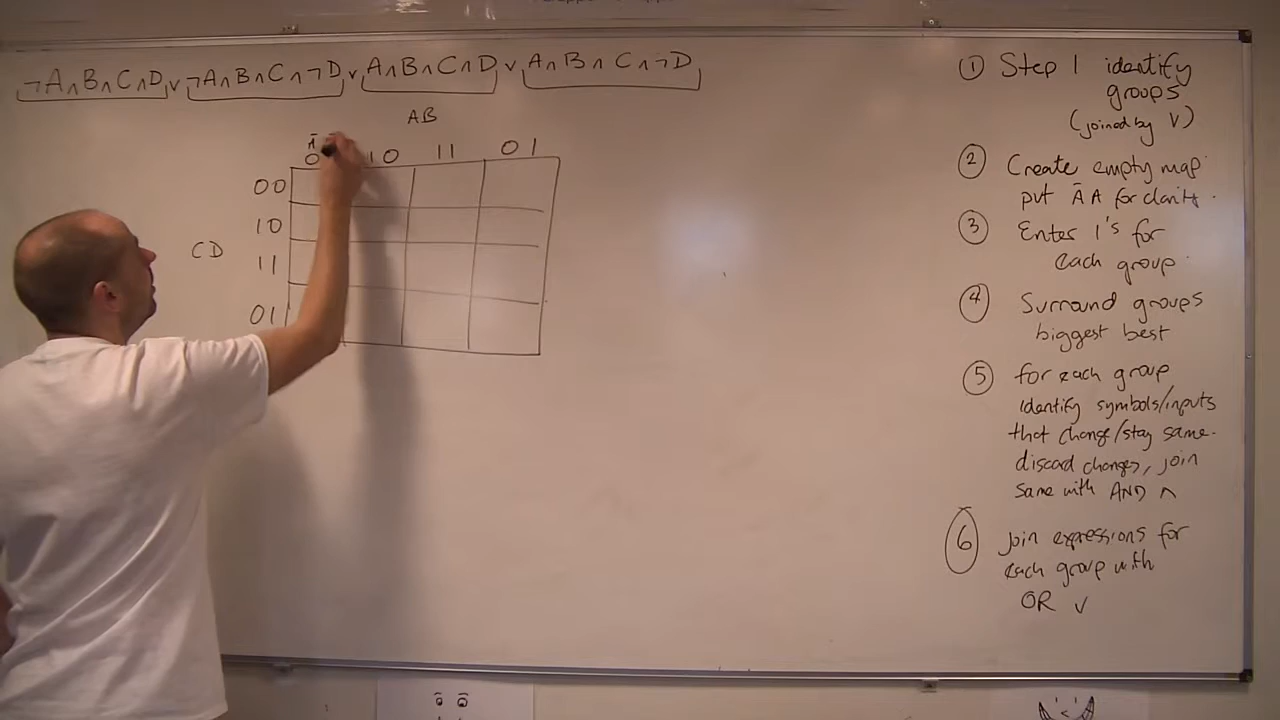 ¬A∧B∧C∧D ∨ ¬A∧B∧C∧¬D ∨ A∧B∧C∧D ∨ A∧B∧C∧¬D
AB
0 10 11 01
00
10
CD
11
01
① Step 1 identify
groups
(joined by V)
② Create empty map
put Ā A for clarity.
③ Enter 1's for
each group.
④ Surround groups
biggest best
⑤ for each group
identify symbols/inputs
that change/stay same.
discard changes, join
same with AND ∧
⑥ join expressions for
each group with
OR ∨